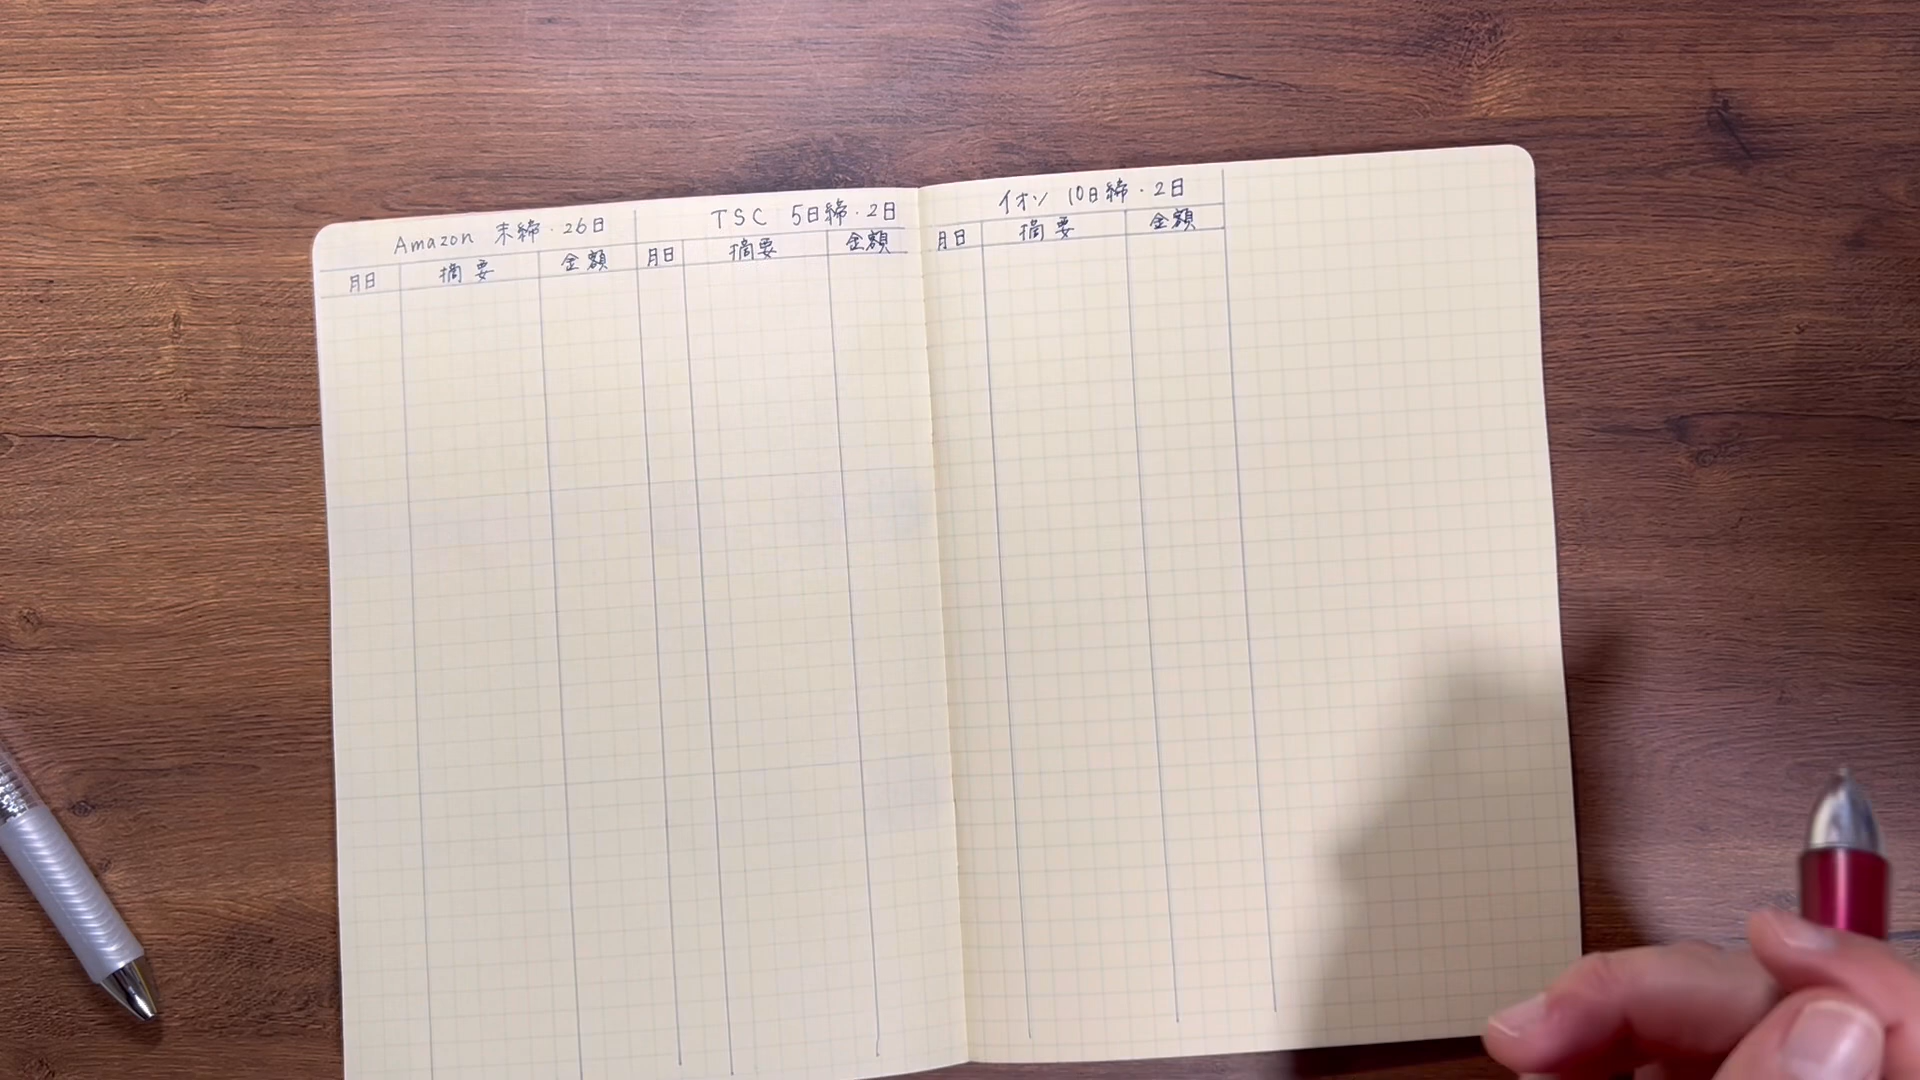 Amazon 末締・26日
月日 摘要 金額
TSC 5日締・2日
月日 摘要 金額
イオン 10日締・2日
月日 摘要 金額